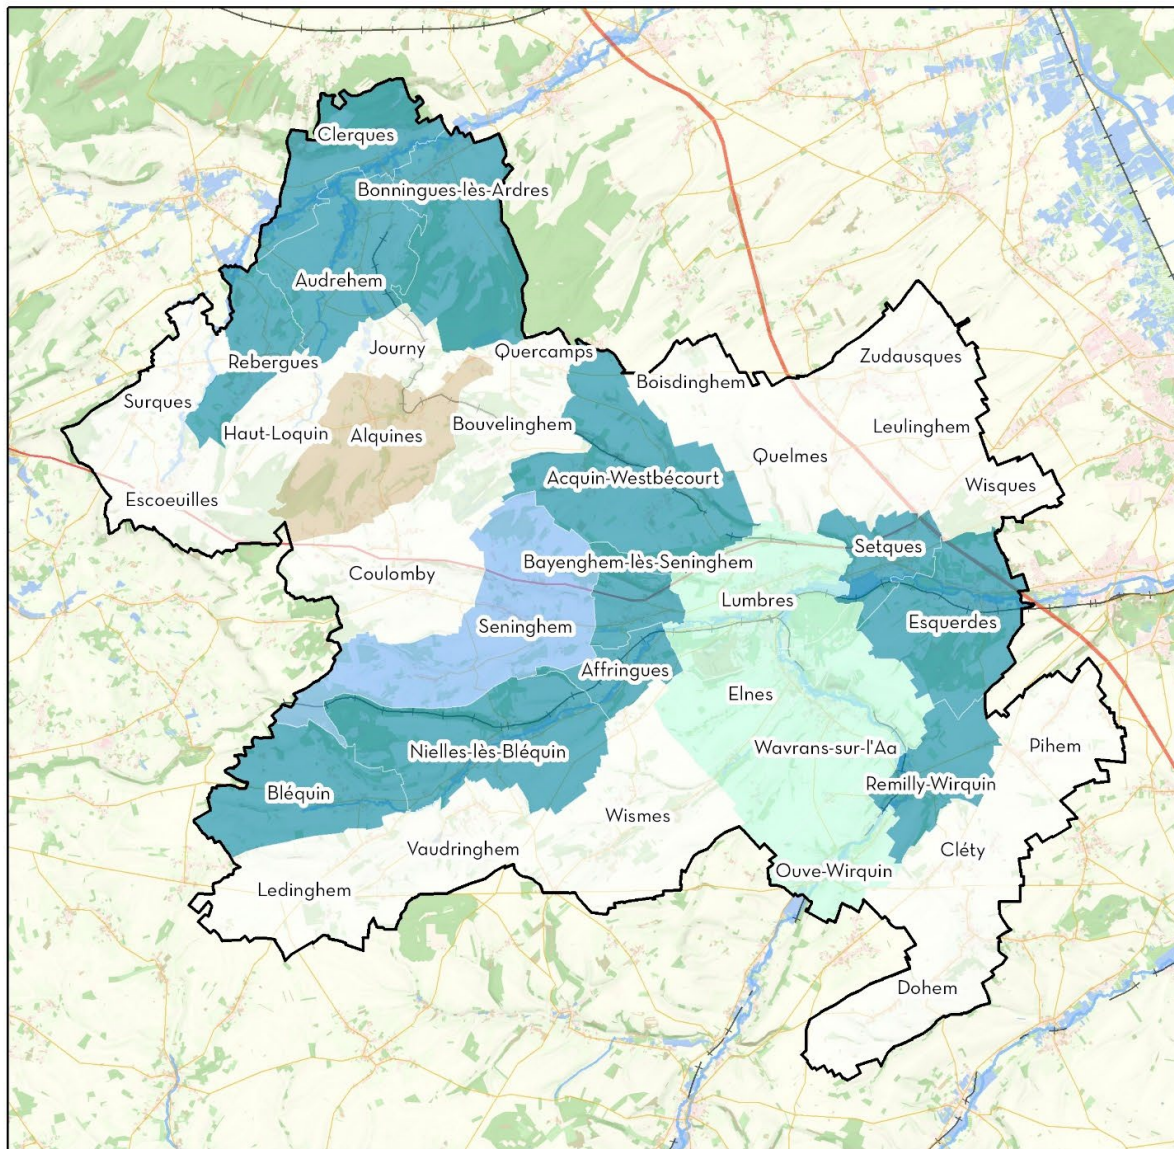 Clerques
Bonningues-lès-Ardres
Audrehem
Journy
Quercamps
Rebergues
Boisdinghem
Zudausques
Surques
Haut-Loquin
Alquines
Bouvelinghem
Leulinghem
Quelmes
Acquin-Westbécourt
Wisques
Escoeuilles
Setques
Bayenghem-lès-Seninghem
Coulomby
Lumbres
Seninghem
Esquerdes
Affringues
Elnes
Nielles-lès-Bléquin
Wavrans-sur-l'Aa
Pihem
Bléquin
Remilly-Wirquin
Wismes
Vaudringhem
Cléty
Ouve-Wirquin
Ledinghem
Dohem